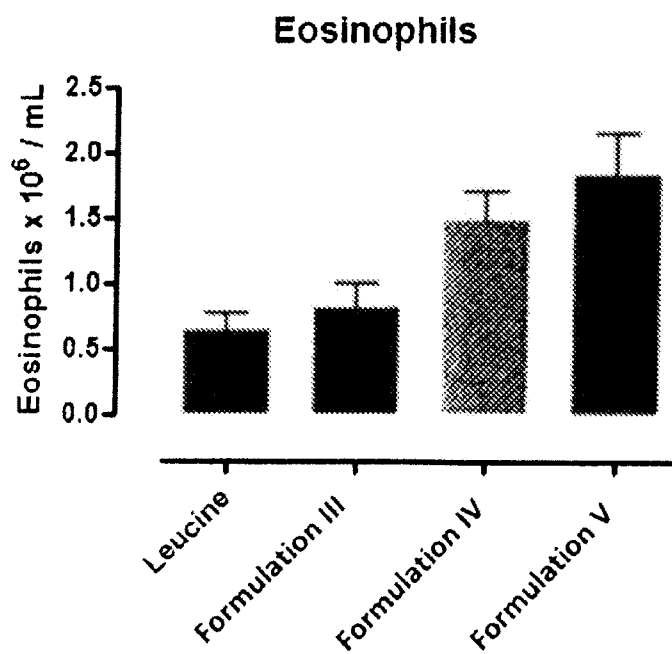 Eosinophils
Eosinophils x 10⁶ / mL
2.5
2.0
1.5
1.0
0.5
0.0
Leucine
Formulation III
Formulation IV
Formulation V